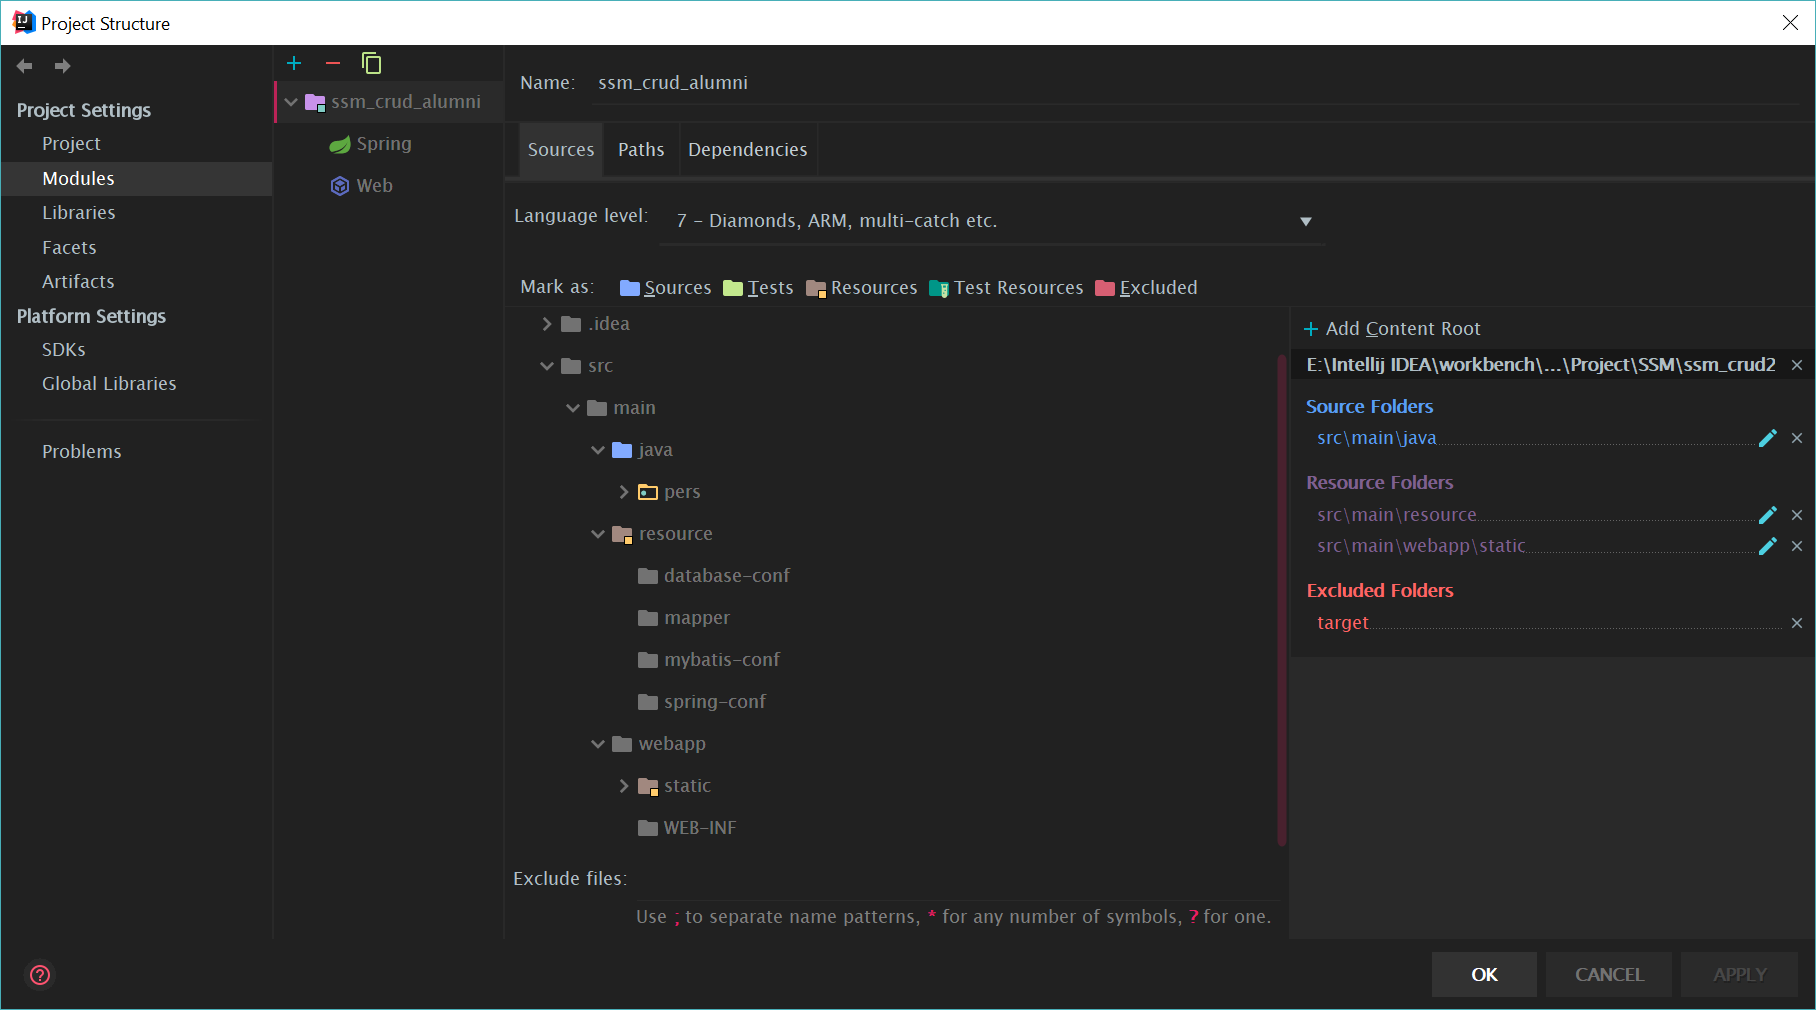 IJ Project Structure
Project Settings
Project
Modules
Libraries
Facets
Artifacts
Platform Settings
SDKs
Global Libraries
Problems
ssm_crud_alumni
Spring
Web
Name: ssm_crud_alumni
Sources Paths Dependencies
Language level: 7 - Diamonds, ARM, multi-catch etc.
Mark as: Sources Tests Resources Test Resources Excluded
.idea
src
main
java
pers
resource
database-conf
mapper
mybatis-conf
spring-conf
webapp
static
WEB-INF
Exclude files:
Use ; to separate name patterns, * for any number of symbols, ? for one.
+ Add Content Root
E:\Intellij IDEA\workbench\...\Project\SSM\ssm_crud2
Source Folders
src\main\java
Resource Folders
src\main\resource
src\main\webapp\static
Excluded Folders
target
?
OK CANCEL APPLY